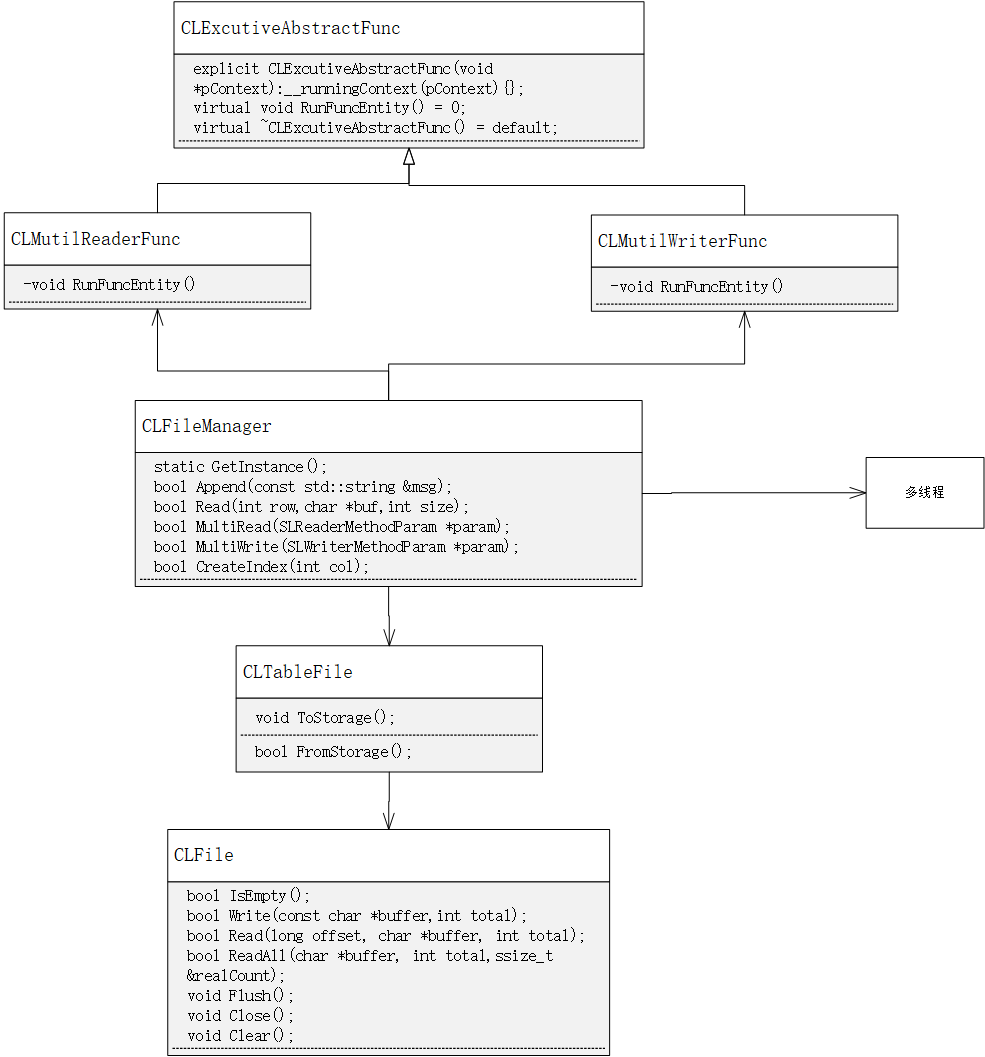 CLExcutiveAbstractFunc
explicit CLExcutiveAbstractFunc(void
*pContext):__runningContext(pContext){};
virtual void RunFuncEntity() = 0;
virtual ~CLExcutiveAbstractFunc() = default;
CLMutilReaderFunc
-void RunFuncEntity()
CLMutilWriterFunc
-void RunFuncEntity()
CLFileManager
static GetInstance();
bool Append(const std::string &msg);
bool Read(int row,char *buf,int size);
bool MultiRead(SLReaderMethodParam *param);
bool MultiWrite(SLWriterMethodParam *param);
bool CreateIndex(int col);
多线程
CLTableFile
void ToStorage();
bool FromStorage();
CLFile
bool IsEmpty();
bool Write(const char *buffer,int total);
bool Read(long offset, char *buffer, int total);
bool ReadAll(char *buffer, int total,ssize_t
&realCount);
void Flush();
void Close();
void Clear();